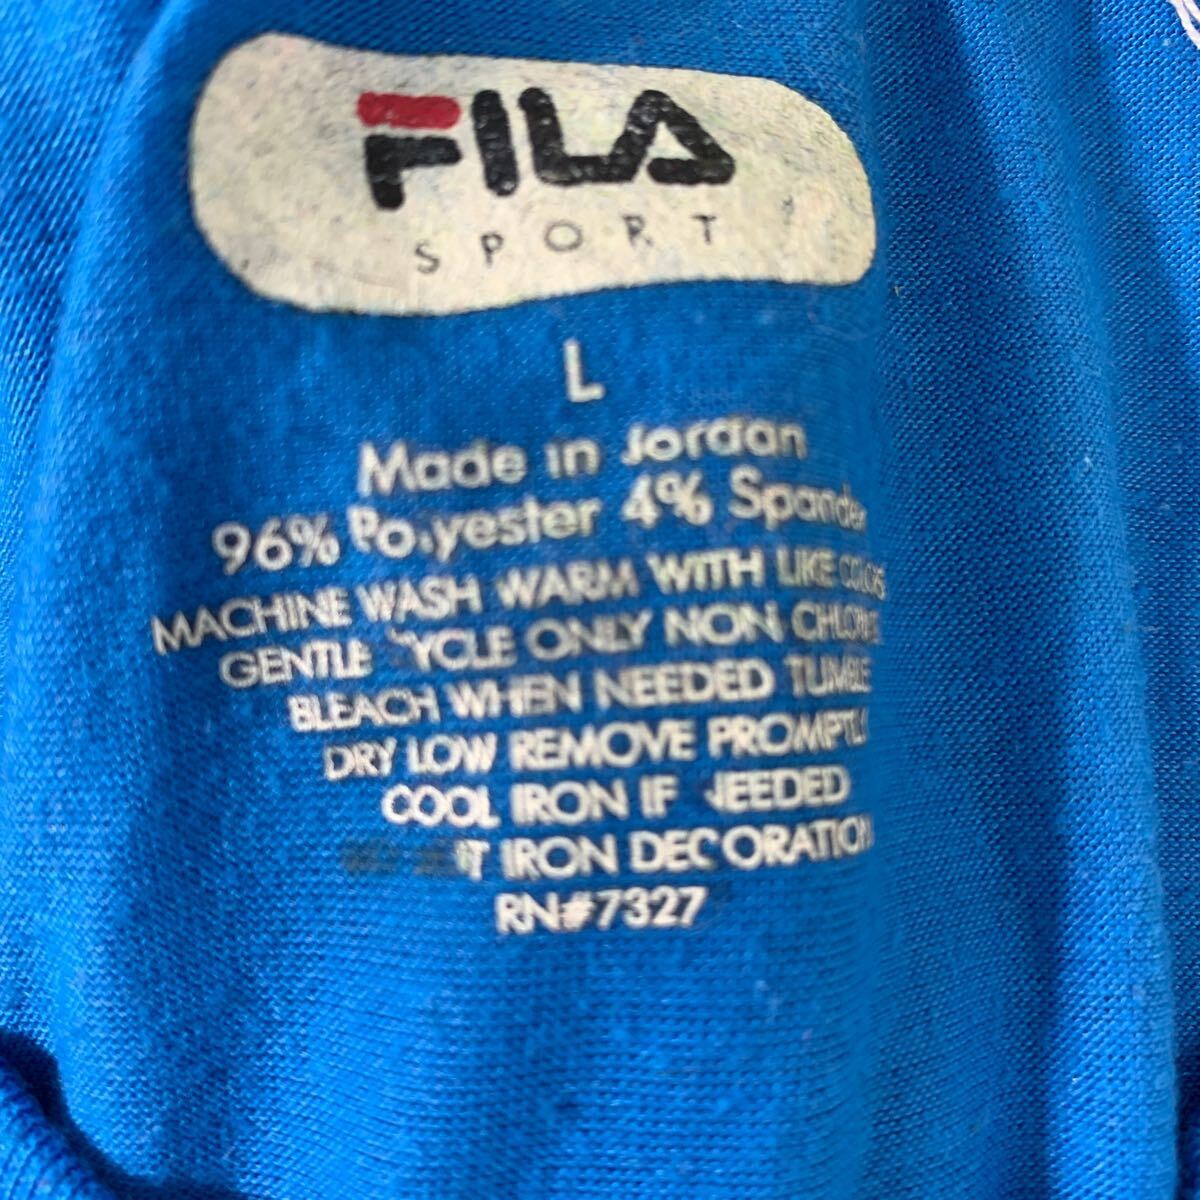 FILA
SPORT
L
Made in Jordan
96% Polyester 4% Spandex
MACHINE WASH WARM WITH LIKE COLORS
GENTLE CYCLE ONLY NON CHLORINE
BLEACH WHEN NEEDED TUMBLE
DRY LOW REMOVE PROMPTLY
COOL IRON IF NEEDED
IRON DECORATION
RN#7327